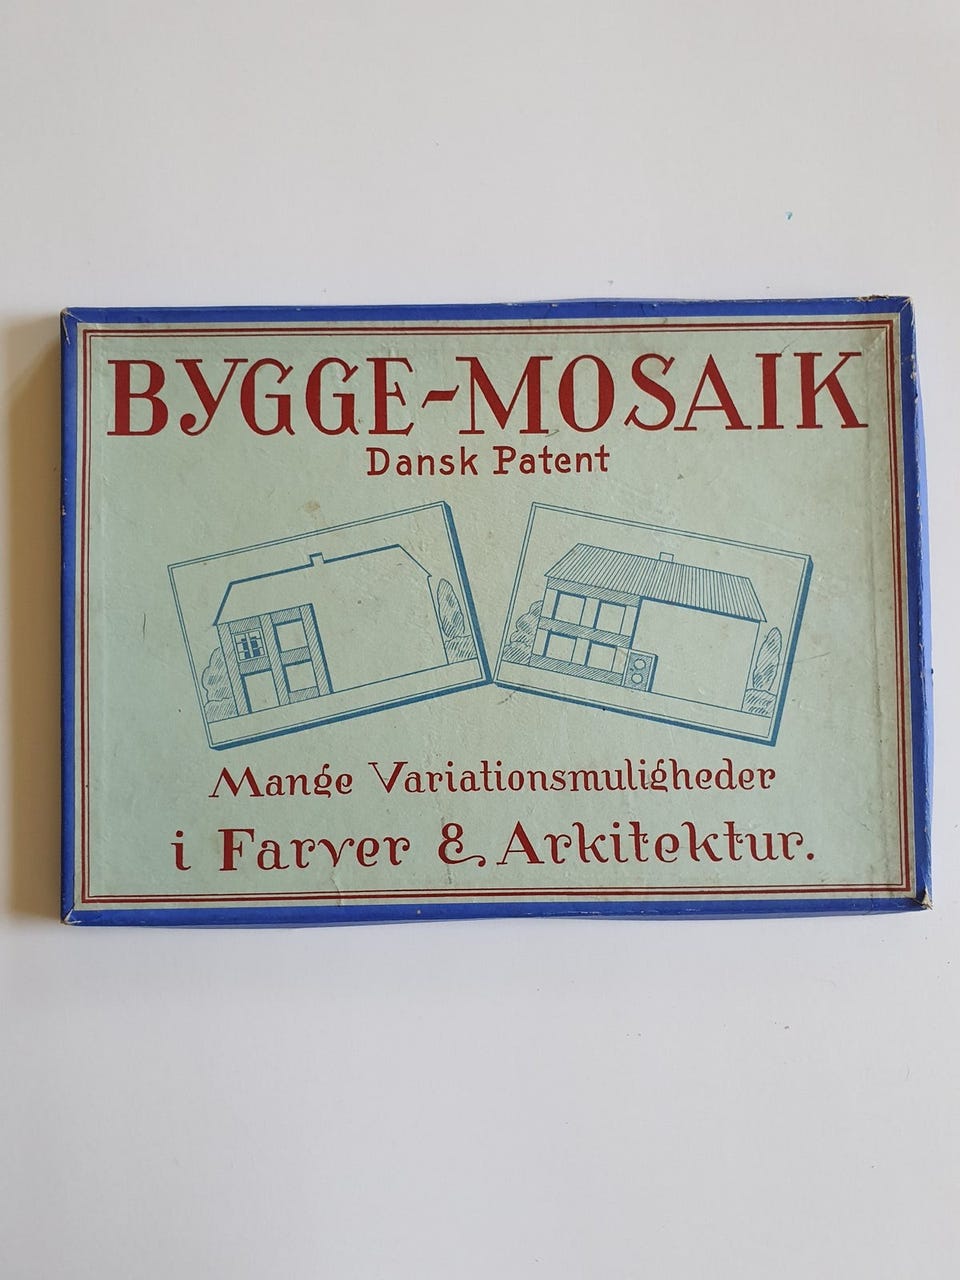 BYGGE-MOSAIK
Dansk Patent
Mange Variationsmuligheder
i Farver & Arkitektur.